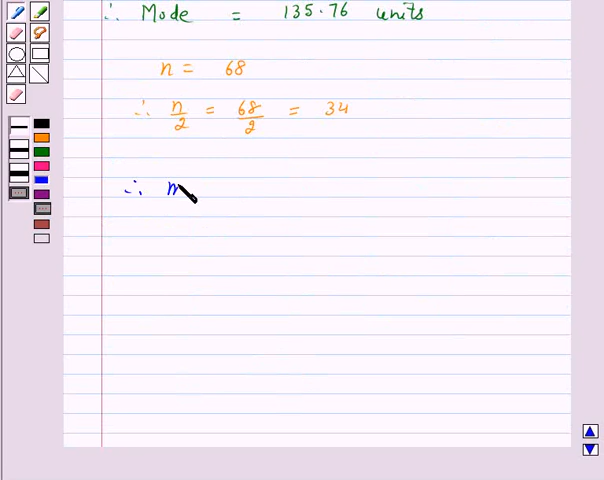 ∴ Mode = 135.76 units
n = 68
∴ n/2 = 68/2 = 34
∴ m